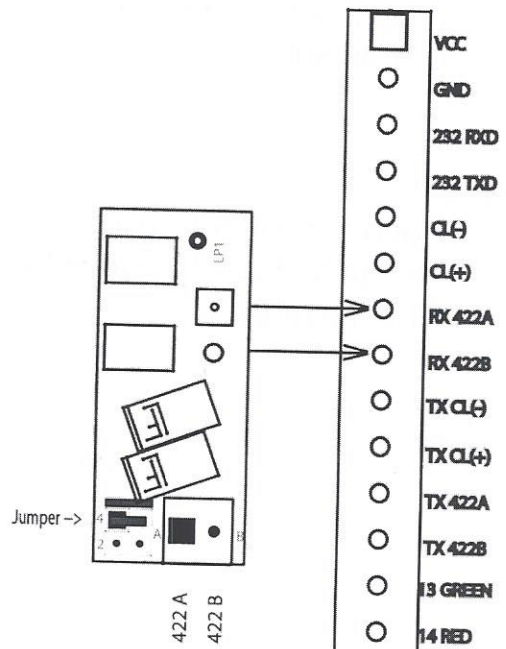 VCC
GND
232 RXD
232 TXD
CL(-)
CL(+)
RX 422A
RX 422B
TX CL(-)
TX CL(+)
TX 422A
TX 422B
13 GREEN
14 RED
LP1
Jumper ->
4
2
A
B
422 A
422 B